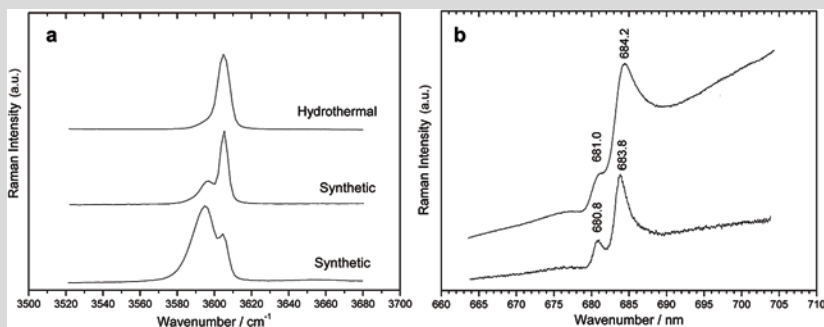 a
Raman Intensity (a.u.)
Hydrothermal
Synthetic
Synthetic
3500 3520 3540 3560 3580 3600 3620 3640 3660 3680 3700
Wavenumber / cm⁻¹
b
Raman Intensity (a.u.)
684.2
681.0
683.8
680.8
660 665 670 675 680 685 690 695 700 705 710
Wavenumber / nm